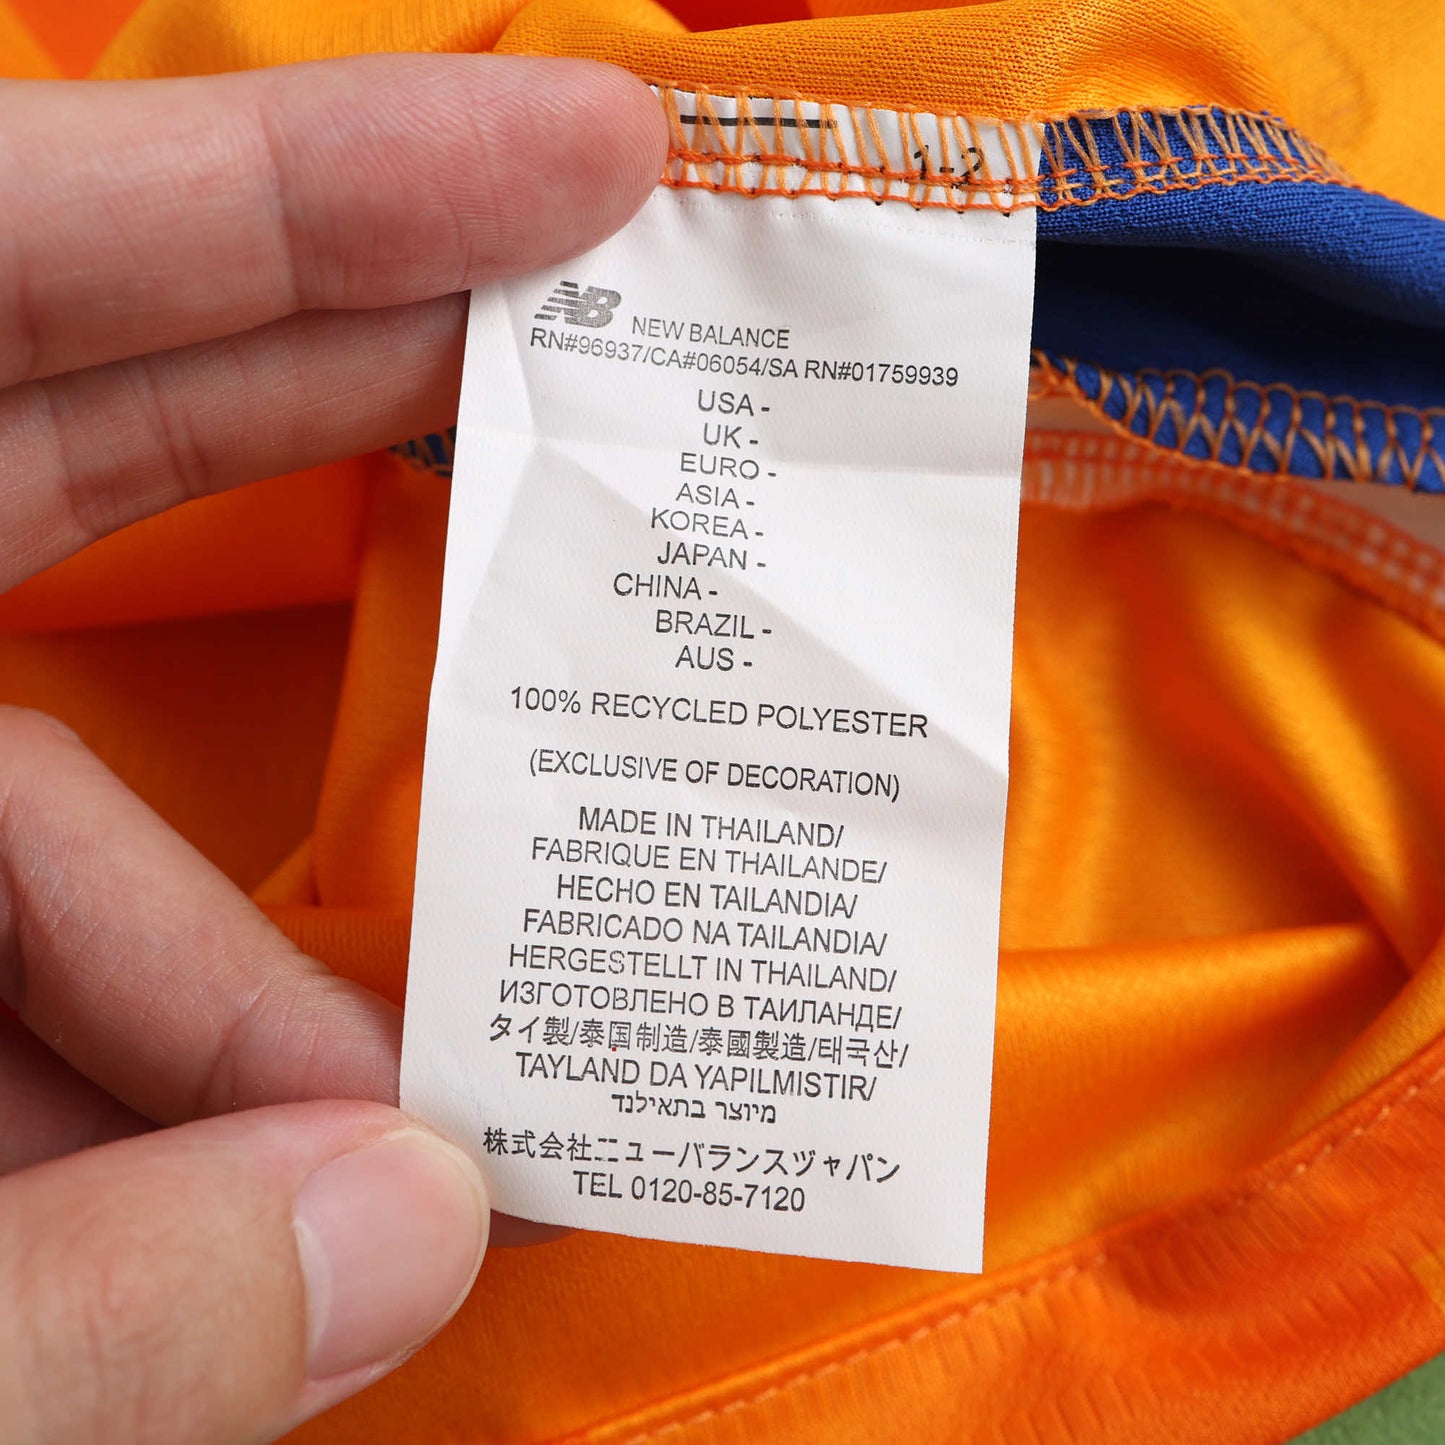 1-2
NB NEW BALANCE
RN#96937/CA#06054/SA RN#01759939
USA -
UK -
EURO -
ASIA -
KOREA -
JAPAN -
CHINA -
BRAZIL -
AUS -
100% RECYCLED POLYESTER
(EXCLUSIVE OF DECORATION)
MADE IN THAILAND/
FABRIQUE EN THAILANDE/
HECHO EN TAILANDIA/
FABRICADO NA TAILANDIA/
HERGESTELLT IN THAILAND/
ИЗГОТОВЛЕНО В ТАИЛАНДЕ/
タイ製/泰国制造/泰國製造/태국산/
TAYLAND DA YAPILMISTIR/
מיוצר בתאילנד
株式会社ニューバランスヅャパン
TEL 0120-85-7120